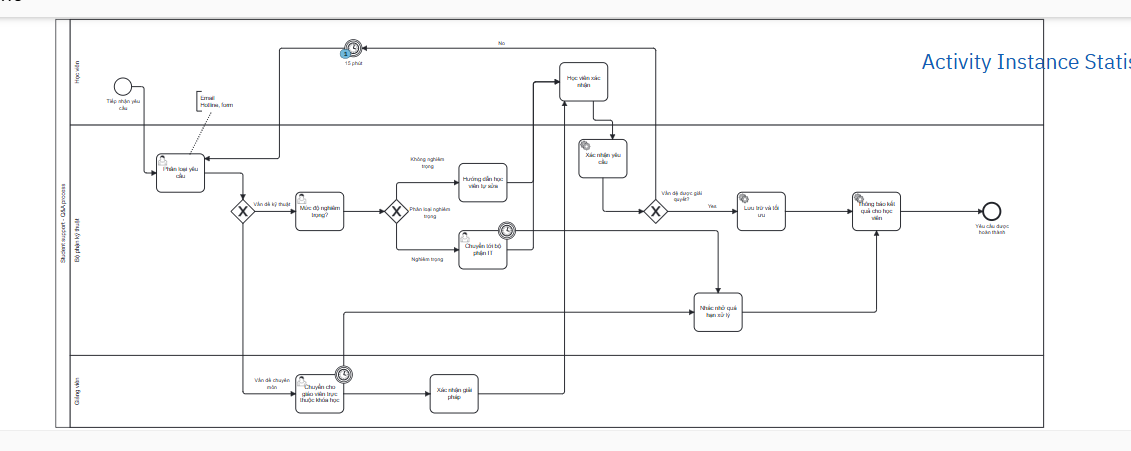 Activity Instance Statis
Student support - Q&A process
Học viên
Bộ phận kỹ thuật
Giảng viên
Tiếp nhận yêu
cầu
Email
Hotline, form
Phân loại yêu
cầu
15 phút
No
Học viên xác
nhận
Xác nhận yêu
cầu
Vấn đề kỹ thuật
Mức độ nghiêm
trọng?
Không nghiêm
trọng
Phân loại nghiêm
trọng
Nghiêm trọng
Hướng dẫn học
viên tự sửa
Chuyển tới bộ
phận IT
Vấn đề được giải
quyết?
Yes
Lưu trữ và tối
ưu
Thông báo kết
quả cho học
viên
Yêu cầu được
hoàn thành
Nhắc nhở quá
hạn xử lý
Vấn đề chuyên
môn
Chuyển cho
giáo viên trực
thuộc khóa học
Xác nhận giải
pháp